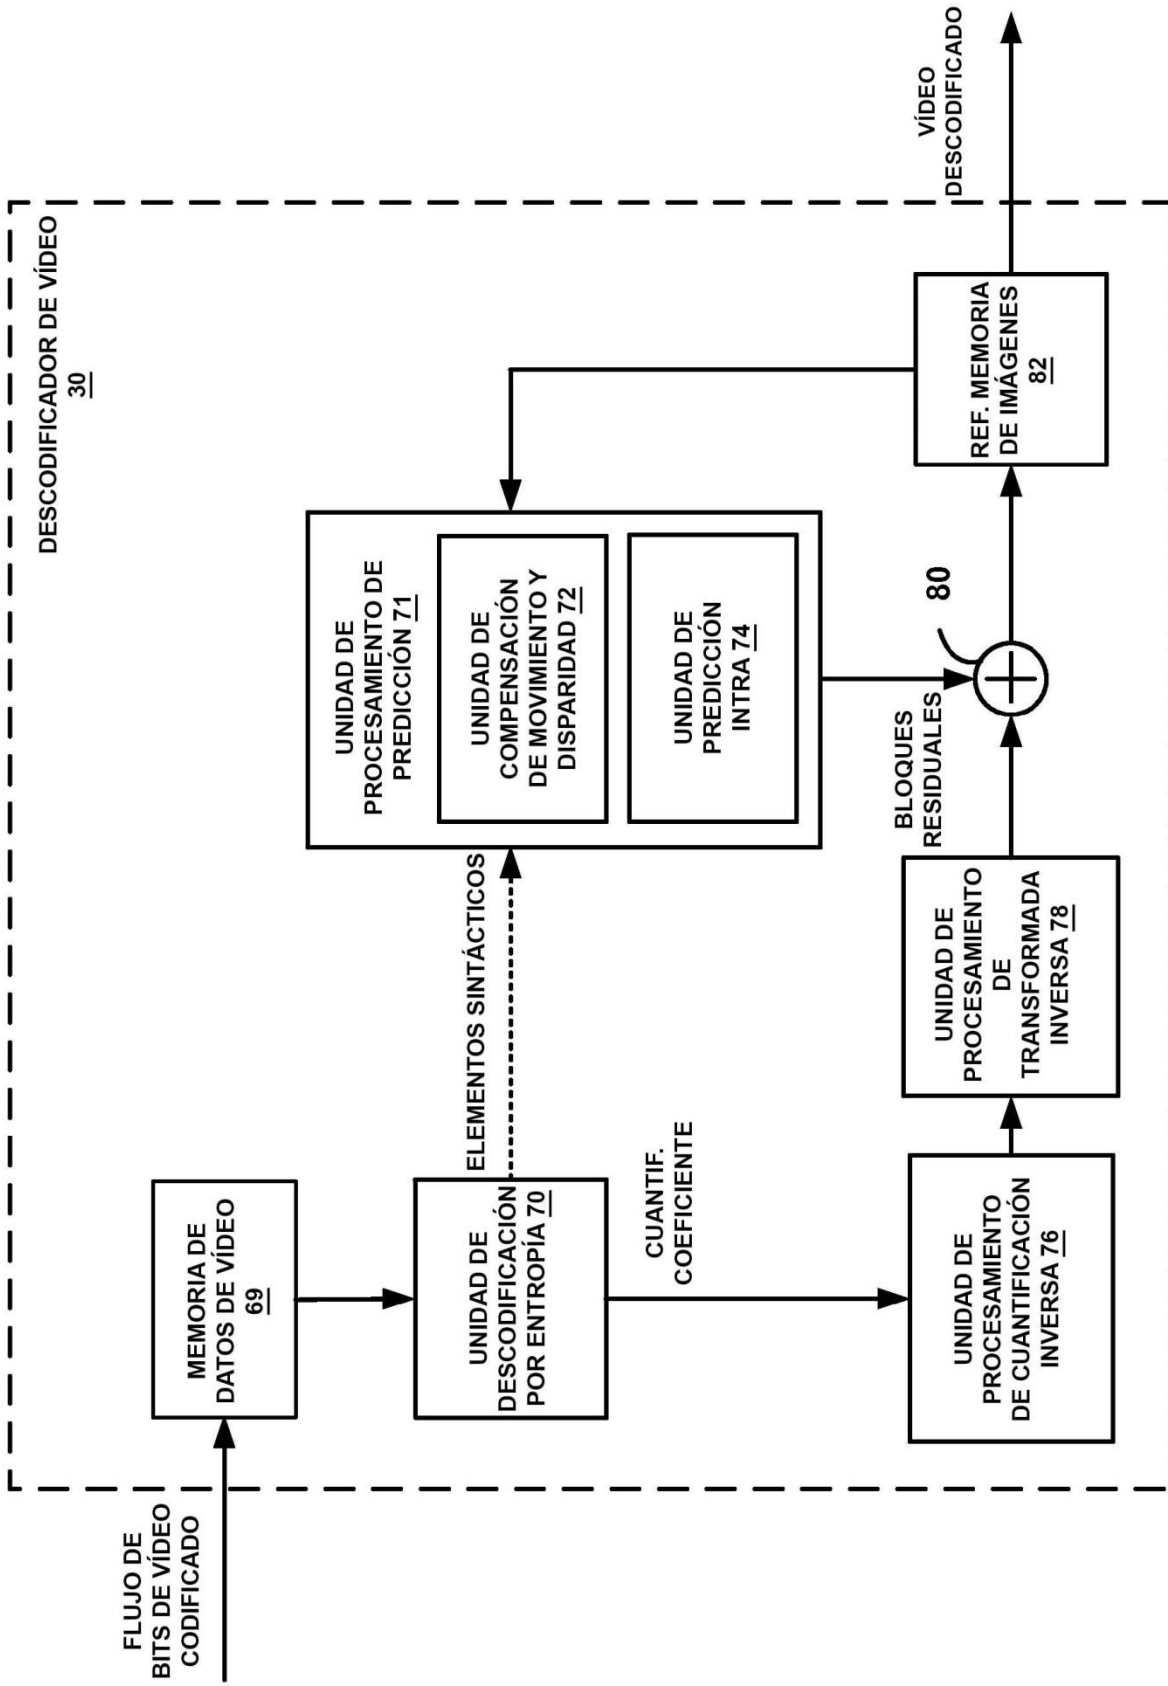 DESCODIFICADOR DE VÍDEO
30
FLUJO DE
BITS DE VÍDEO
CODIFICADO
MEMORIA DE
DATOS DE VÍDEO
69
UNIDAD DE
DESCODIFICACIÓN
POR ENTROPÍA 70
ELEMENTOS SINTÁCTICOS
UNIDAD DE
PROCESAMIENTO DE
PREDICCIÓN 71
UNIDAD DE
COMPENSACIÓN
DE MOVIMIENTO Y
DISPARIDAD 72
UNIDAD DE
PREDICCIÓN
INTRA 74
CUANTIF.
COEFICIENTE
UNIDAD DE
PROCESAMIENTO
DE CUANTIFICACIÓN
INVERSA 76
UNIDAD DE
PROCESAMIENTO
DE
TRANSFORMADA
INVERSA 78
BLOQUES
RESIDUALES
80
REF. MEMORIA
DE IMÁGENES
82
VÍDEO
DESCODIFICADO